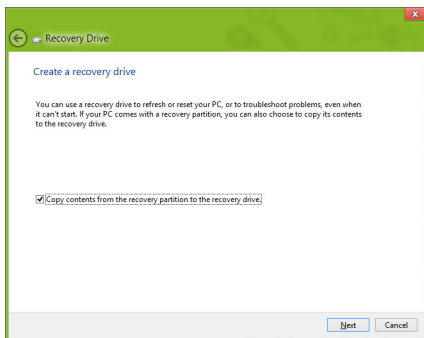 Recovery Drive
Create a recovery drive
You can use a recovery drive to refresh or reset your PC, or to troubleshoot problems, even when
it can't start. If your PC comes with a recovery partition, you can also choose to copy its contents
to the recovery drive.
Copy contents from the recovery partition to the recovery drive.
Next Cancel